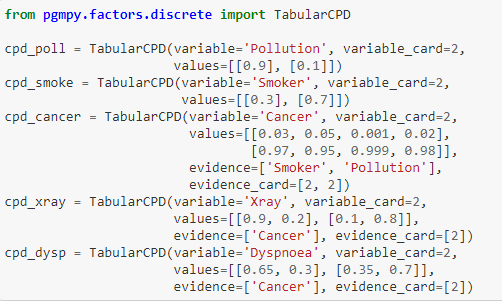 from pgmpy.factors.discrete import TabularCPD

cpd_poll = TabularCPD(variable='Pollution', variable_card=2,
                      values=[[0.9], [0.1]])
cpd_smoke = TabularCPD(variable='Smoker', variable_card=2,
                       values=[[0.3], [0.7]])
cpd_cancer = TabularCPD(variable='Cancer', variable_card=2,
                        values=[[0.03, 0.05, 0.001, 0.02],
                                [0.97, 0.95, 0.999, 0.98]],
                        evidence=['Smoker', 'Pollution'],
                        evidence_card=[2, 2])
cpd_xray = TabularCPD(variable='Xray', variable_card=2,
                      values=[[0.9, 0.2], [0.1, 0.8]],
                      evidence=['Cancer'], evidence_card=[2])
cpd_dysp = TabularCPD(variable='Dyspnoea', variable_card=2,
                      values=[[0.65, 0.3], [0.35, 0.7]],
                      evidence=['Cancer'], evidence_card=[2])